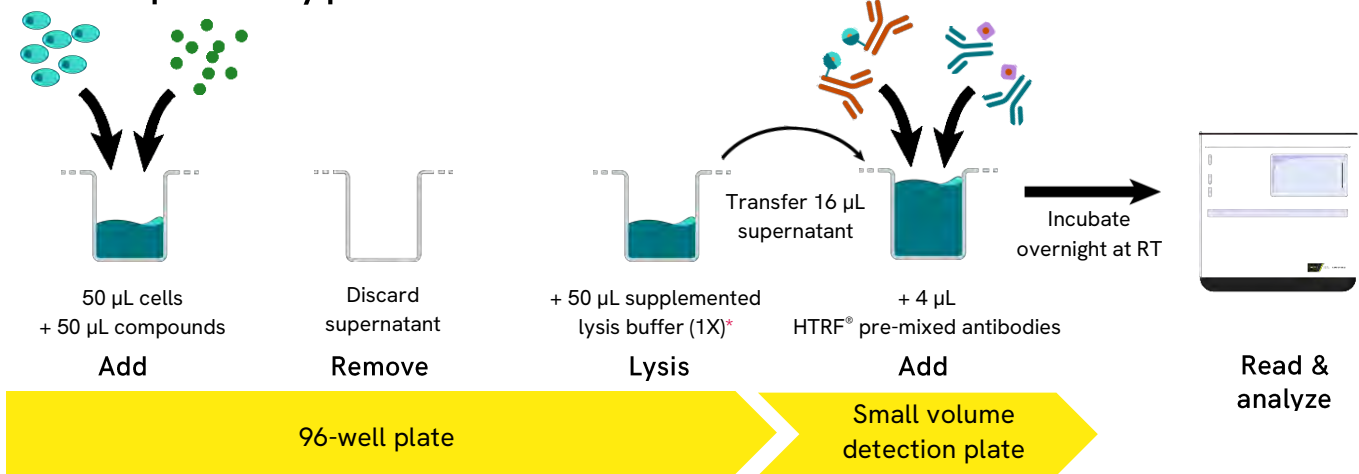 Transfer 16 µL
supernatant
Incubate
overnight at RT
50 µL cells
+ 50 µL compounds
Discard
supernatant
+ 50 µL supplemented
lysis buffer (1X)*
+ 4 µL
HTRF® pre-mixed antibodies
Add
Remove
Lysis
Add
Read &
analyze
96-well plate
Small volume
detection plate